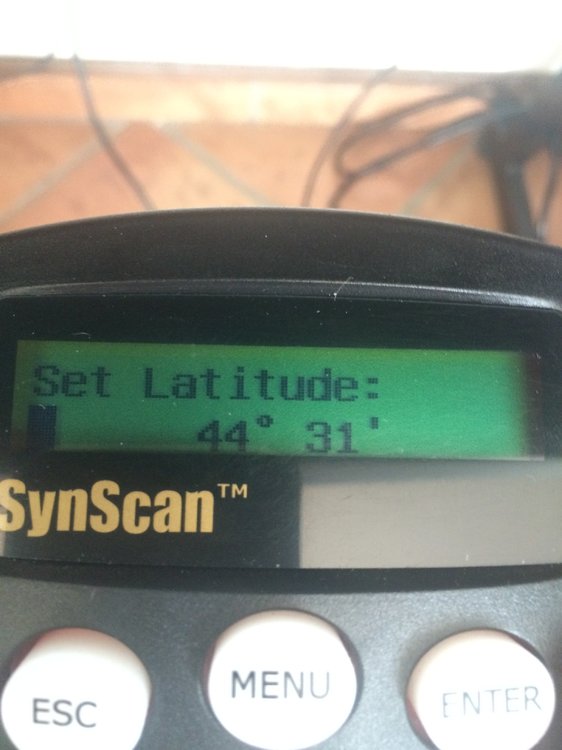 Set Latitude:
44° 31'
SynScan™
ESC
MENU
ENTER